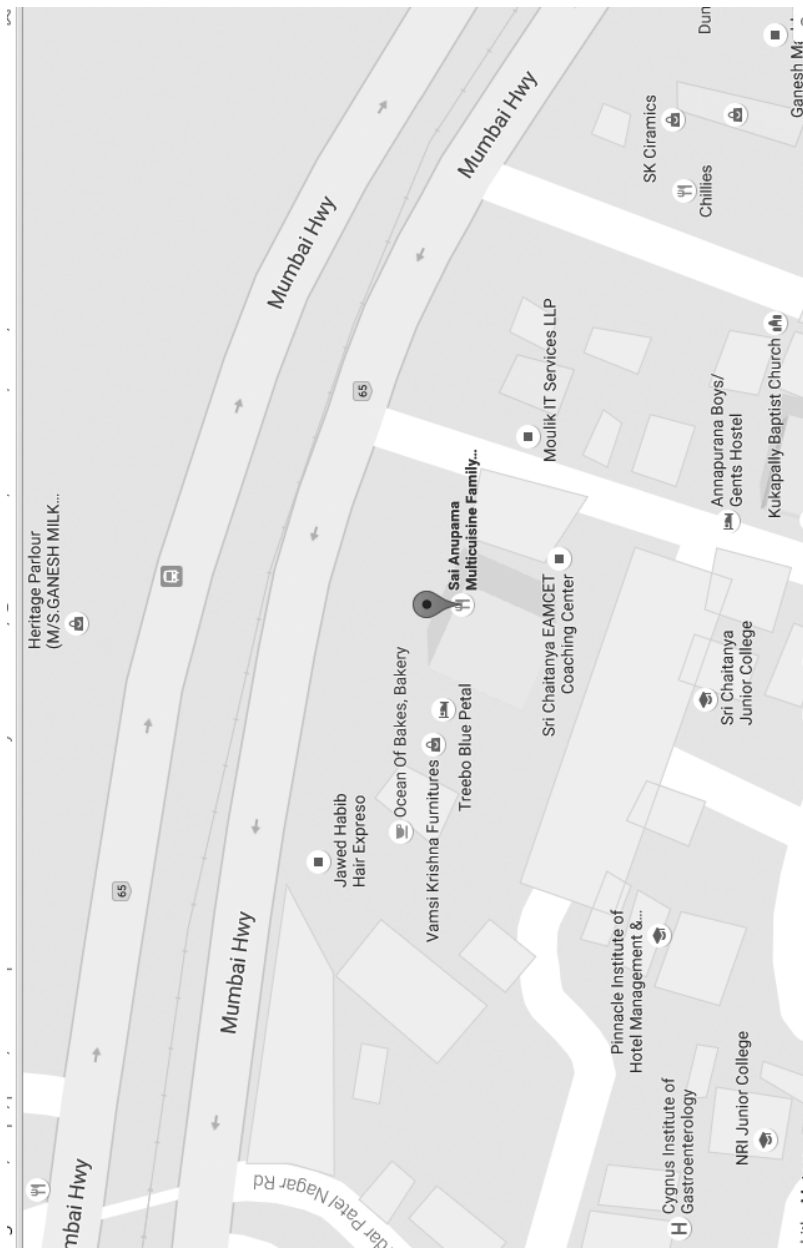 Heritage Parlour
(M/S.GANESH MILK...
Mumbai Hwy
65
Mumbai Hwy
65
Mumbai Hwy
Mumbai Hwy
mbai Hwy
dar Patel Nagar Rd
Jawed Habib
Hair Expreso
Ocean Of Bakes, Bakery
Vamsi Krishna Furnitures
Treebo Blue Petal
Sai Anupama
Multicuisine Family...
Sri Chaitanya EAMCET
Coaching Center
Moulik IT Services LLP
SK Ciramics
Chillies
Dun
Ganesh M
Annapurana Boys/
Gents Hostel
Kukapally Baptist Church
Sri Chaitanya
Junior College
Pinnacle Institute of
Hotel Management &...
Cygnus Institute of
Gastroenterology
H
NRI Junior College